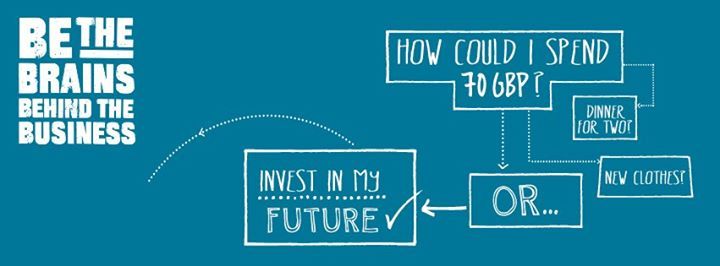 BE THE
BRAINS
BEHIND THE
BUSINESS
HOW COULD I SPEND
70 GBP?
DINNER
FOR TWO?
NEW CLOTHES?
OR...
INVEST IN MY
FUTURE